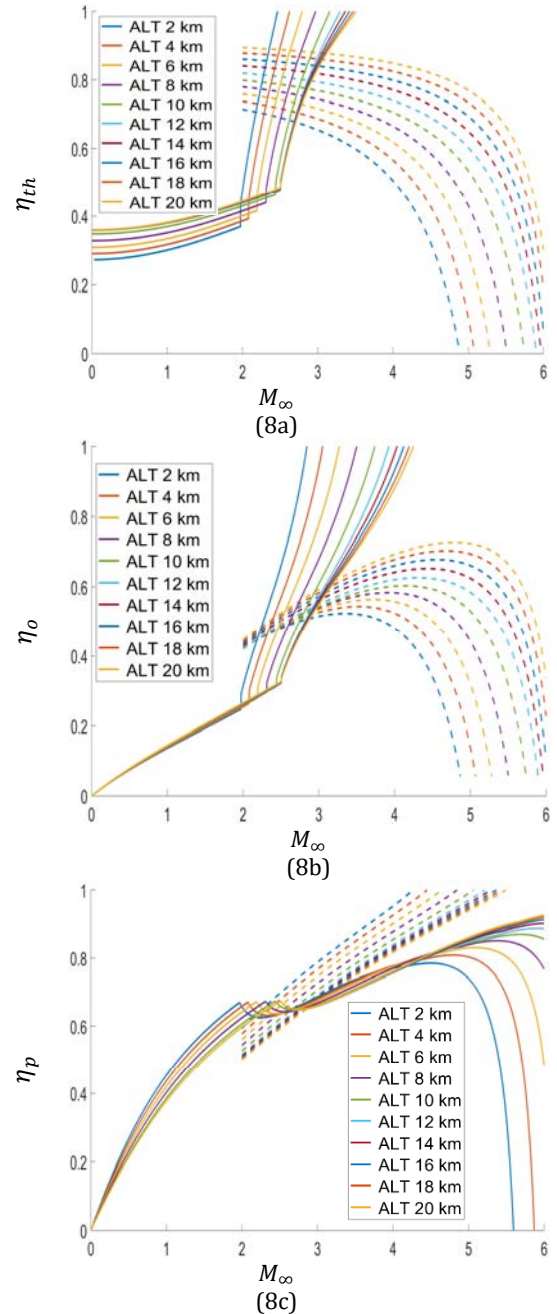 1
0.8
0.6
0.4
0.2
0
η_th
ALT 2 km
ALT 4 km
ALT 6 km
ALT 8 km
ALT 10 km
ALT 12 km
ALT 14 km
ALT 16 km
ALT 18 km
ALT 20 km
0 1 2 3 4 5 6
M_∞
(8a)
1
0.8
0.6
0.4
0.2
0
η_o
ALT 2 km
ALT 4 km
ALT 6 km
ALT 8 km
ALT 10 km
ALT 12 km
ALT 14 km
ALT 16 km
ALT 18 km
ALT 20 km
0 1 2 3 4 5 6
M_∞
(8b)
1
0.8
0.6
0.4
0.2
0
η_p
ALT 2 km
ALT 4 km
ALT 6 km
ALT 8 km
ALT 10 km
ALT 12 km
ALT 14 km
ALT 16 km
ALT 18 km
ALT 20 km
0 1 2 3 4 5 6
M_∞
(8c)